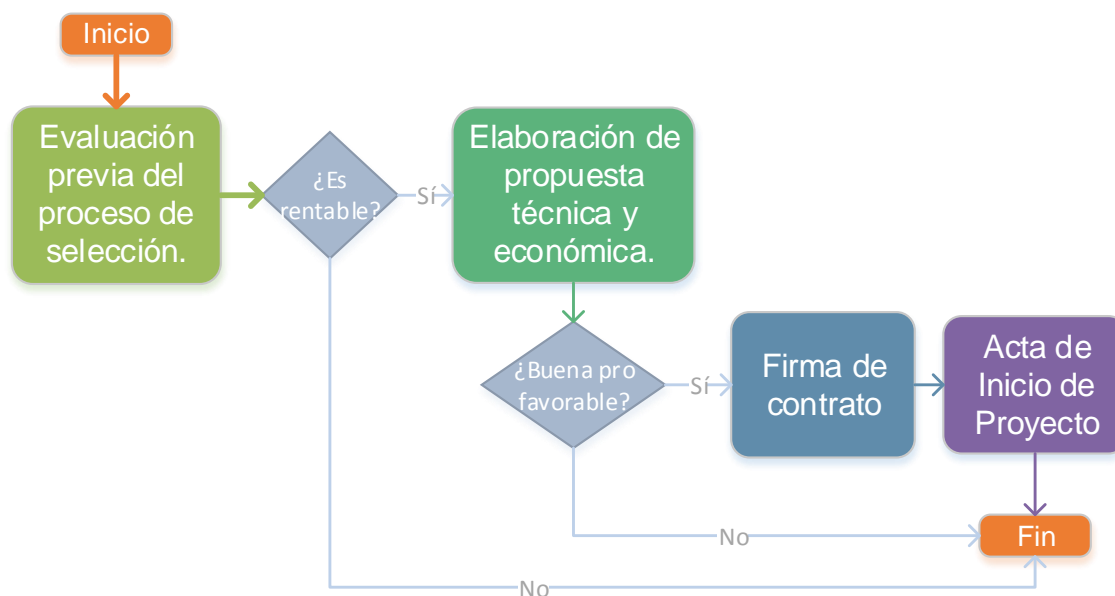 Inicio
Evaluación
previa del
proceso de
selección.
¿Es
rentable?
Sí
Elaboración de
propuesta
técnica y
económica.
¿Buena pro
favorable?
Sí
Firma de
contrato
Acta de
Inicio de
Proyecto
No
Fin
No